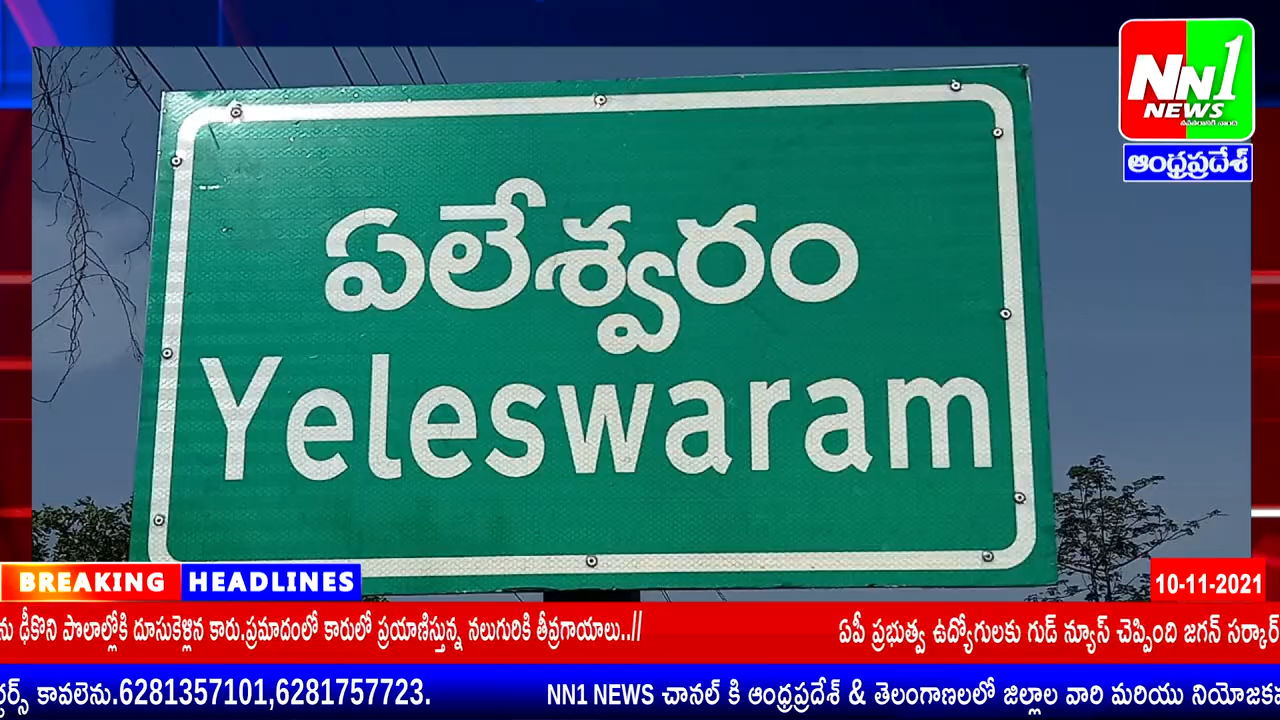 NN1
NEWS
ఆంధ్రప్రదేశ్
ఏలేశ్వరం
Yeleswaram
BREAKING HEADLINES
10-11-2021
ను ఢీకొని పొలాల్లోకి దూసుకెళ్లిన కారు.ప్రమాదంలో కారులో ప్రయాణిస్తున్న నలుగురికి తీవ్రగాయాలు..// ఏపీ ప్రభుత్వ ఉద్యోగులకు గుడ్ న్యూస్ చెప్పింది జగన్ సర్కార్
కావలెను.6281357101,6281757723. NN1 NEWS చానల్ కి ఆంధ్రప్రదేశ్ & తెలంగాణలలో జిల్లాల వారి మరియు